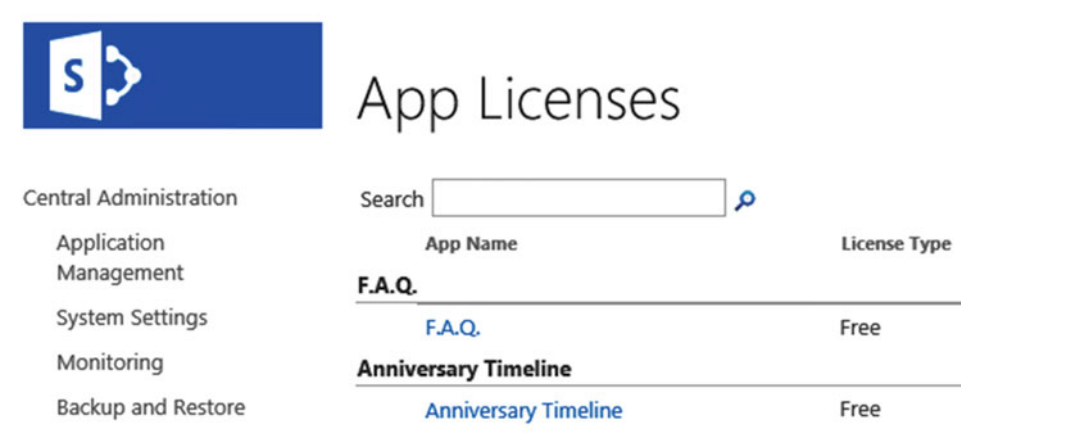 S
App Licenses
Central Administration
Application
Management
System Settings
Monitoring
Backup and Restore
Search
App Name License Type
F.A.Q.
F.A.Q. Free
Anniversary Timeline
Anniversary Timeline Free